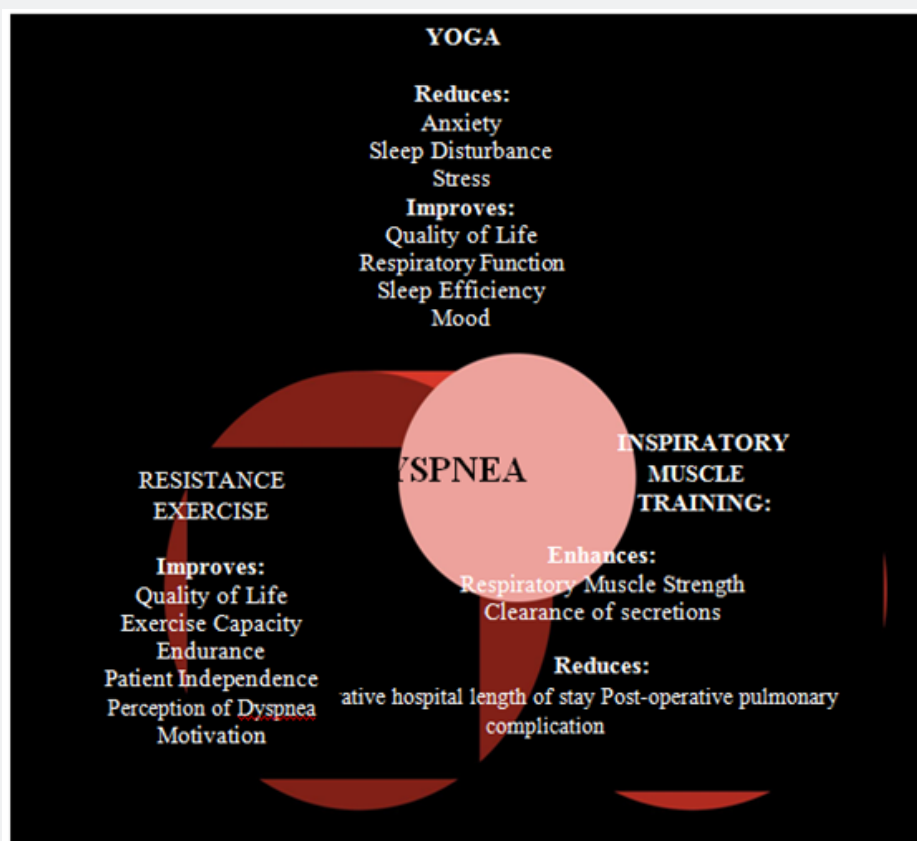 YOGA
Reduces:
Anxiety
Sleep Disturbance
Stress
Improves:
Quality of Life
Respiratory Function
Sleep Efficiency
Mood
YSPNEA
RESISTANCE
EXERCISE
Improves:
Quality of Life
Exercise Capacity
Endurance
Patient Independence
Perception of Dyspnea
Motivation
INSPIRATORY
MUSCLE
TRAINING:
Enhances:
Respiratory Muscle Strength
Clearance of secretions
Reduces:
ative hospital length of stay Post-operative pulmonary
complication